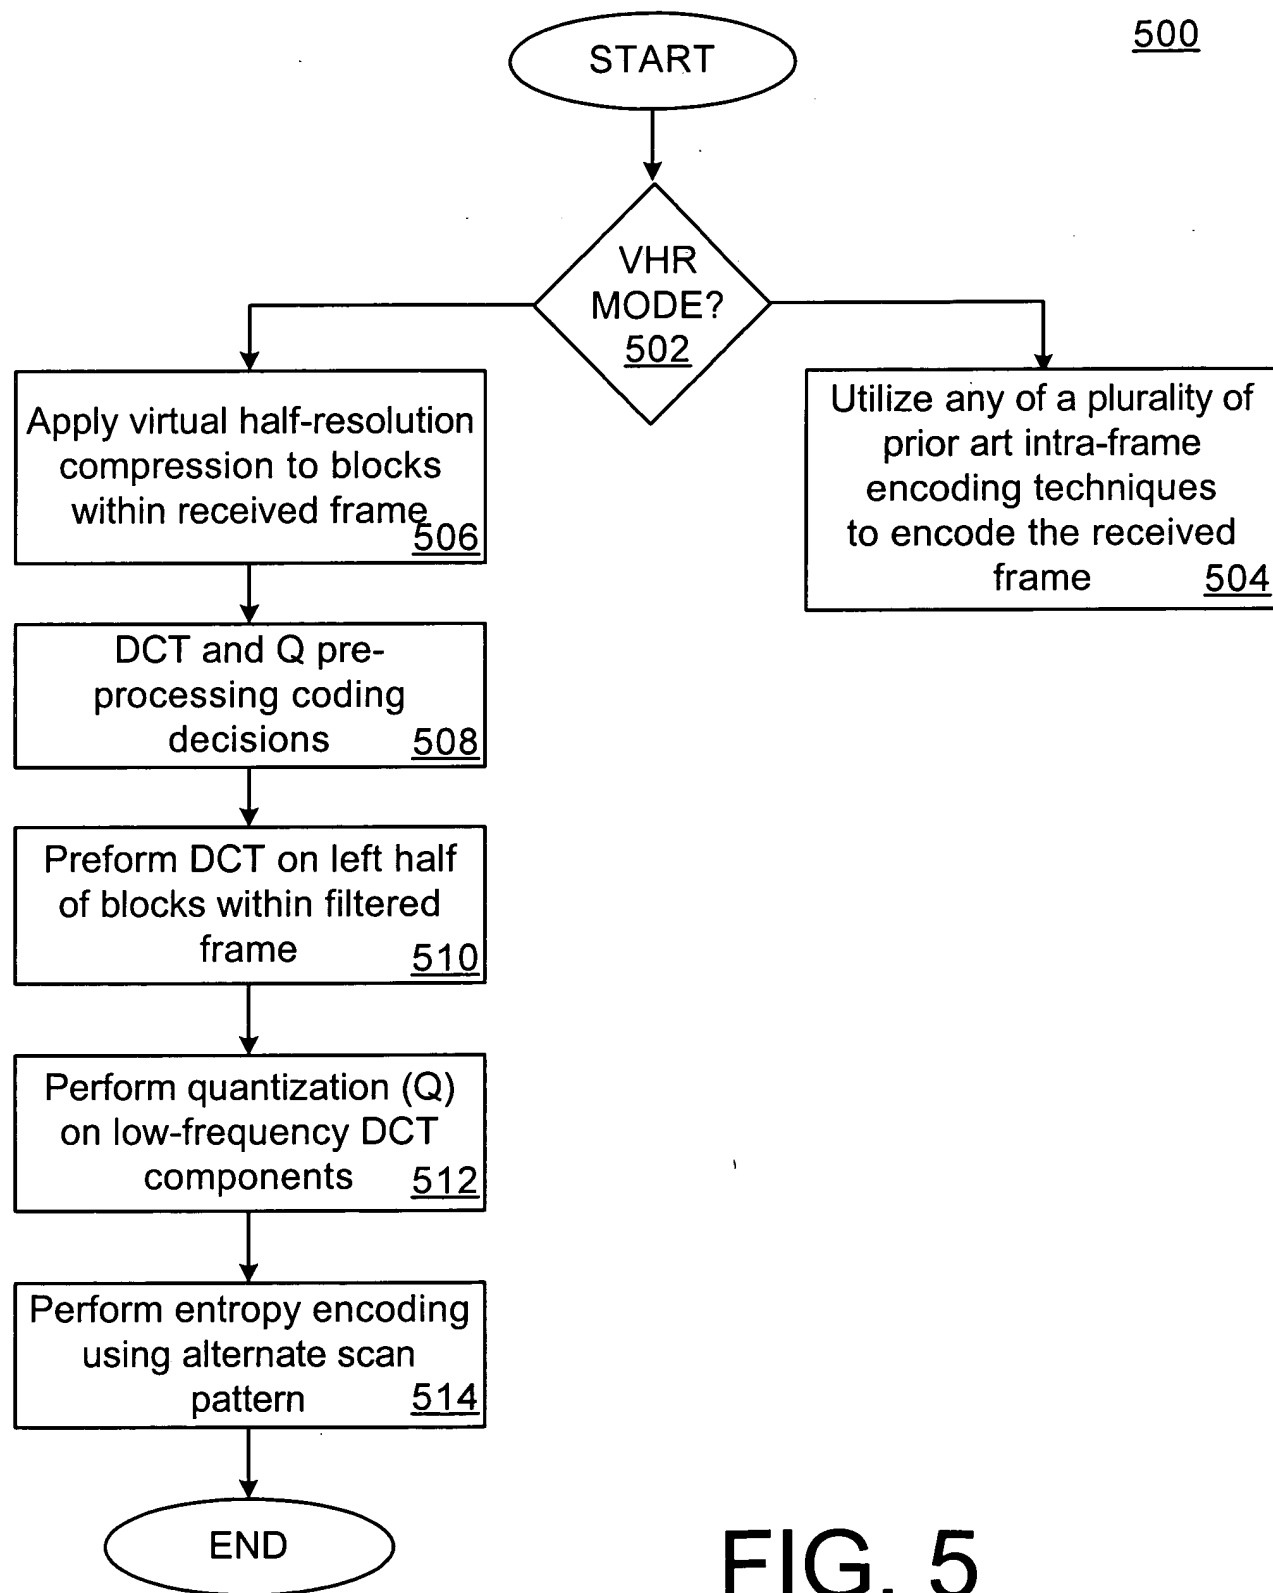 500
START
VHR
MODE?
502
Apply virtual half-resolution
compression to blocks
within received frame
506
Utilize any of a plurality of
prior art intra-frame
encoding techniques
to encode the received
frame 504
DCT and Q pre-
processing coding
decisions 508
Preform DCT on left half
of blocks within filtered
frame 510
Perform quantization (Q)
on low-frequency DCT
components 512
Perform entropy encoding
using alternate scan
pattern 514
END
FIG. 5